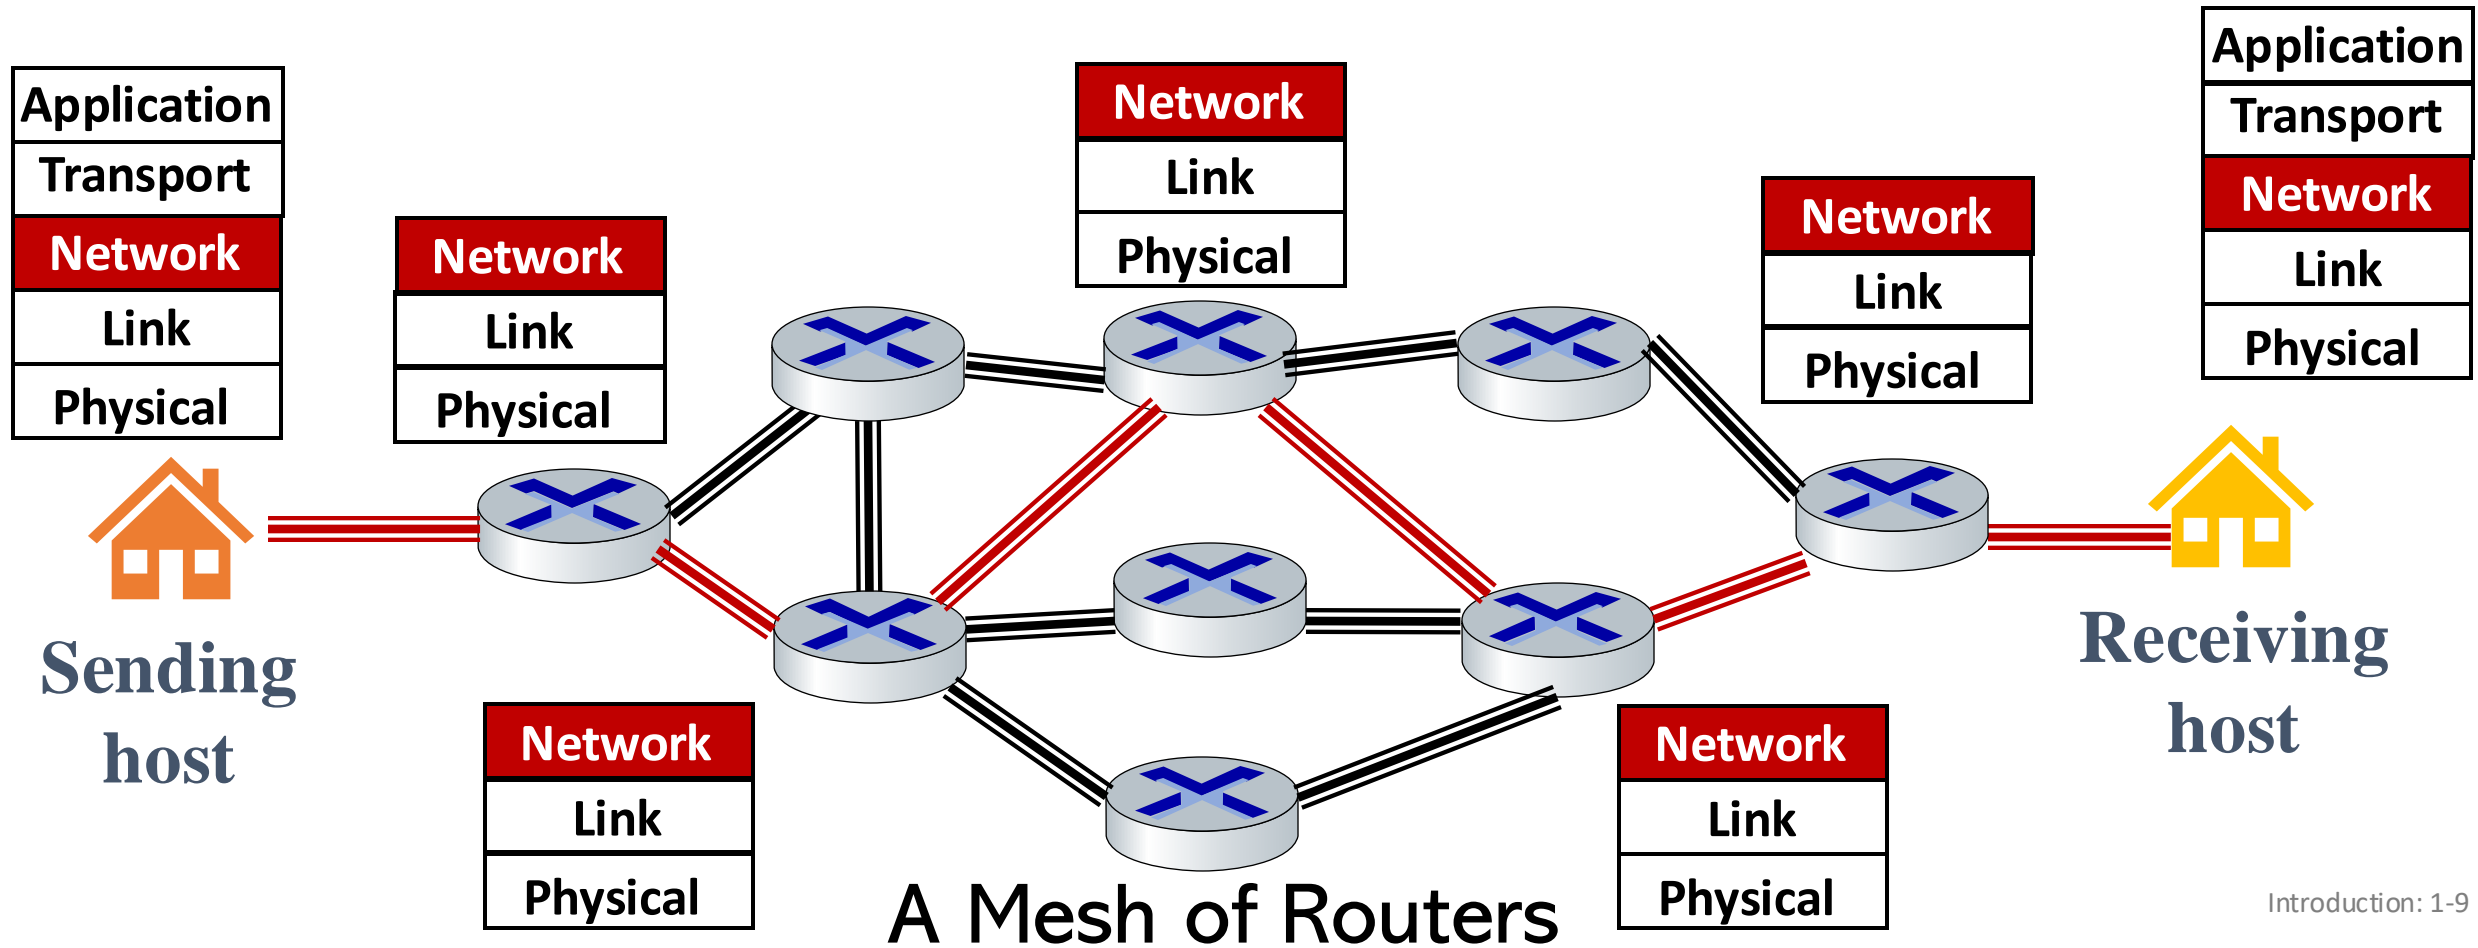 Application
Transport
Network
Link
Physical
Sending
host
Network
Link
Physical
Network
Link
Physical
Network
Link
Physical
Network
Link
Physical
Network
Link
Physical
Application
Transport
Network
Link
Physical
Receiving
host
A Mesh of Routers
Introduction: 1-9